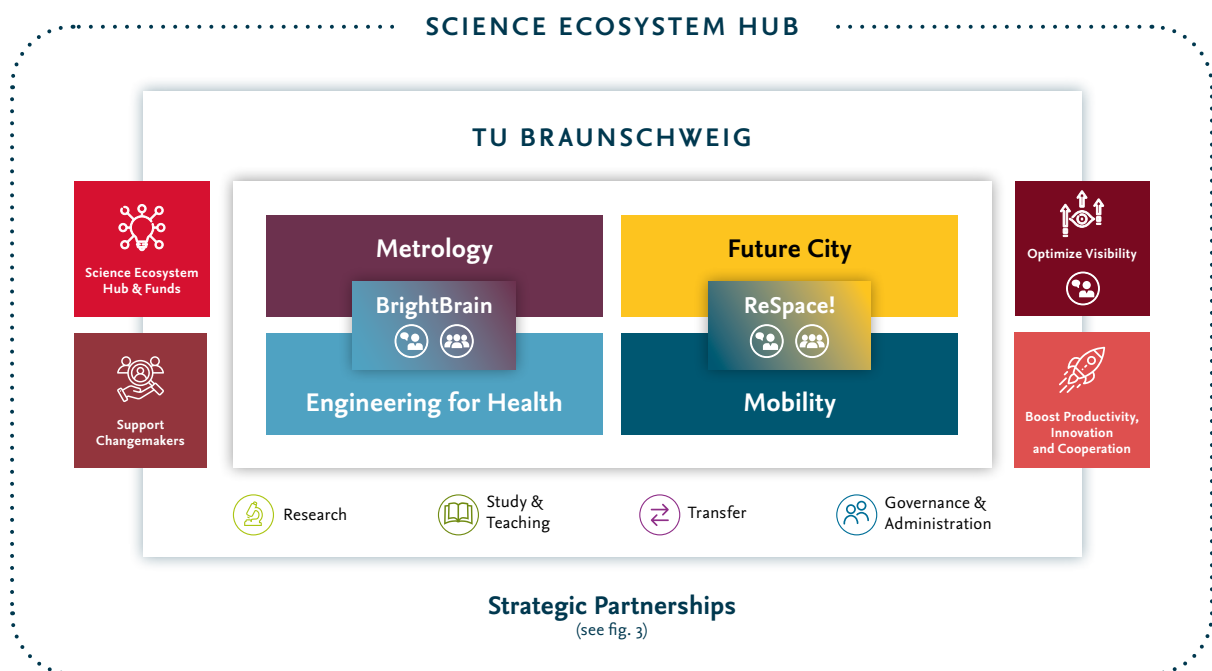 SCIENCE ECOSYSTEM HUB
TU BRAUNSCHWEIG
Science Ecosystem
Hub & Funds
Support
Changemakers
Metrology
BrightBrain
Engineering for Health
Future City
ReSpace!
Mobility
Optimize Visibility
Boost Productivity,
Innovation
and Cooperation
Research
Study &
Teaching
Transfer
Governance &
Administration
Strategic Partnerships
(see fig. 3)